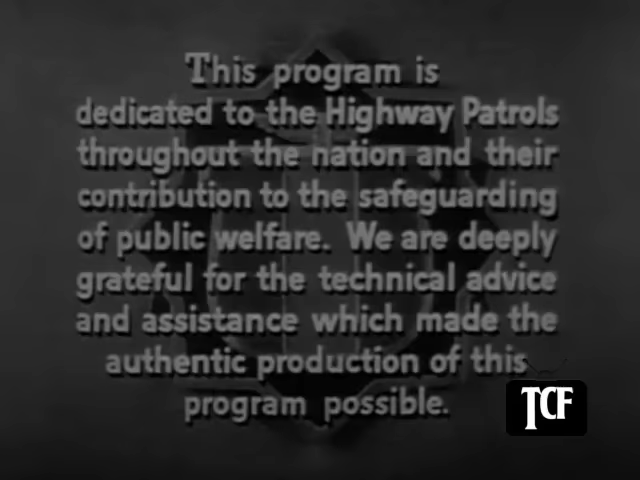 This program is
dedicated to the Highway Patrols
throughout the nation and their
contribution to the safeguarding
of public welfare. We are deeply
grateful for the technical advice
and assistance which made the
authentic production of this
program possible.
TCF